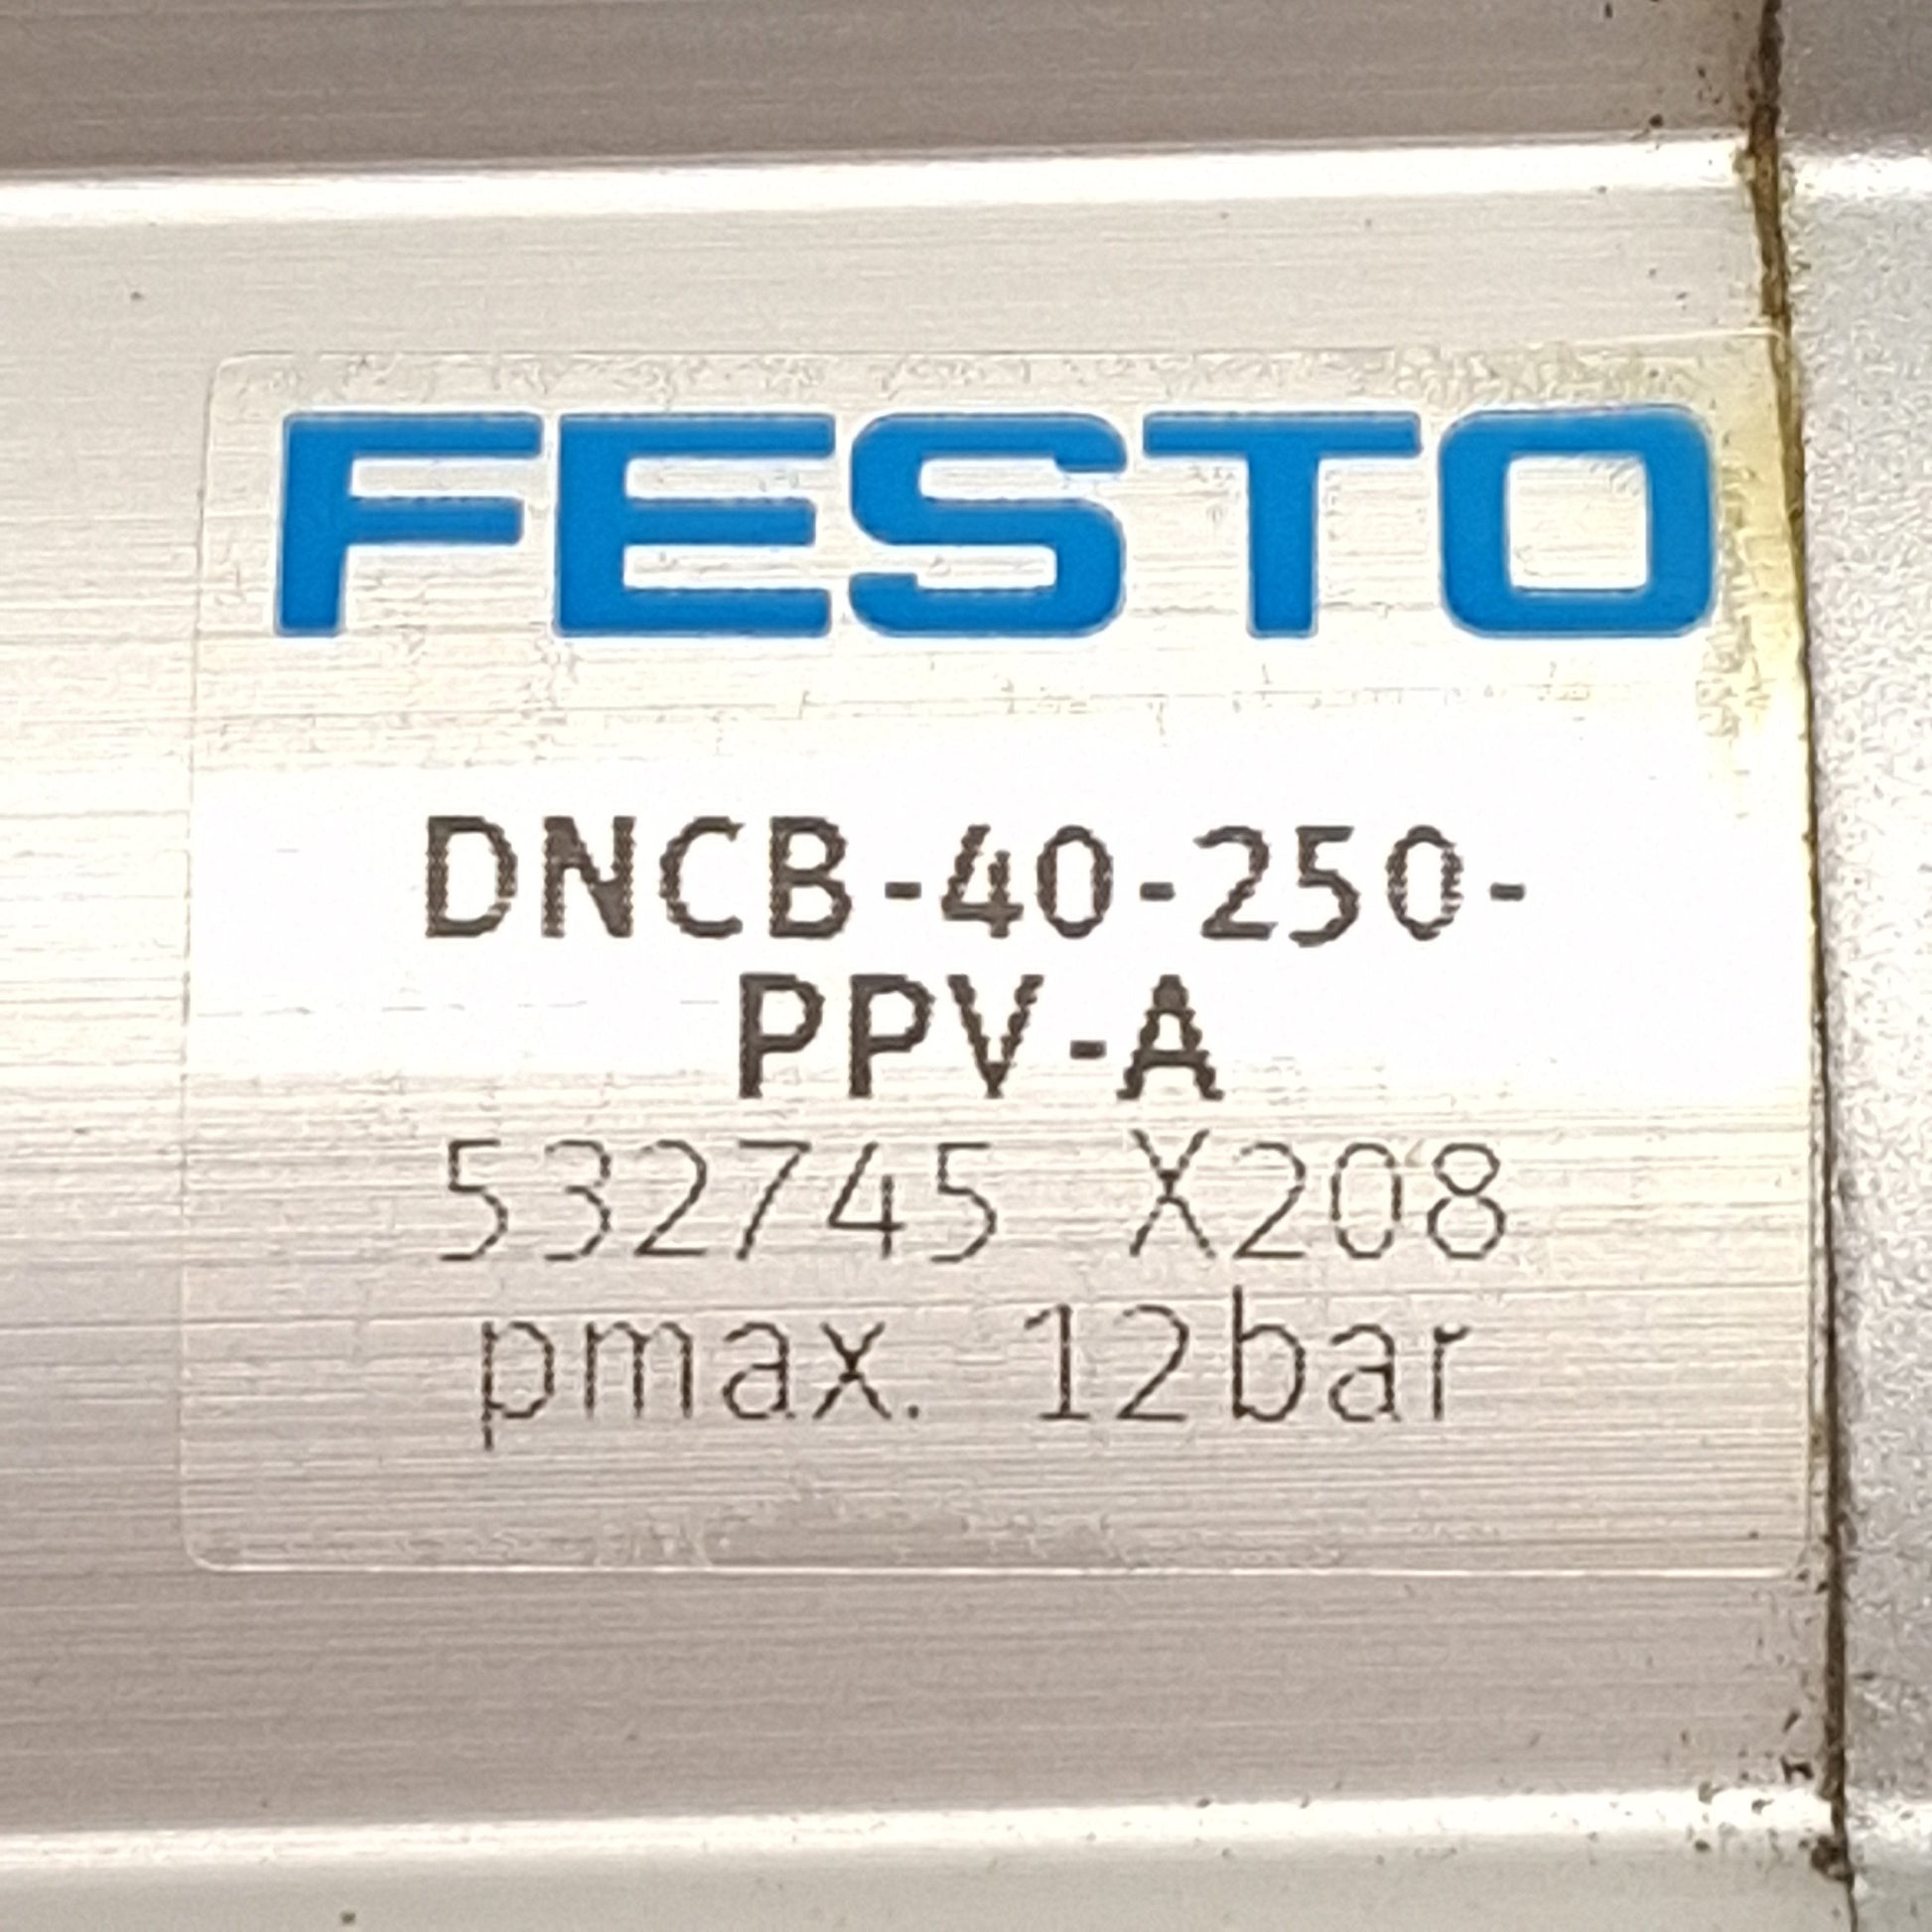 FESTO
DNCB-40-250-
PPV-A
532745 X208
pmax. 12bar